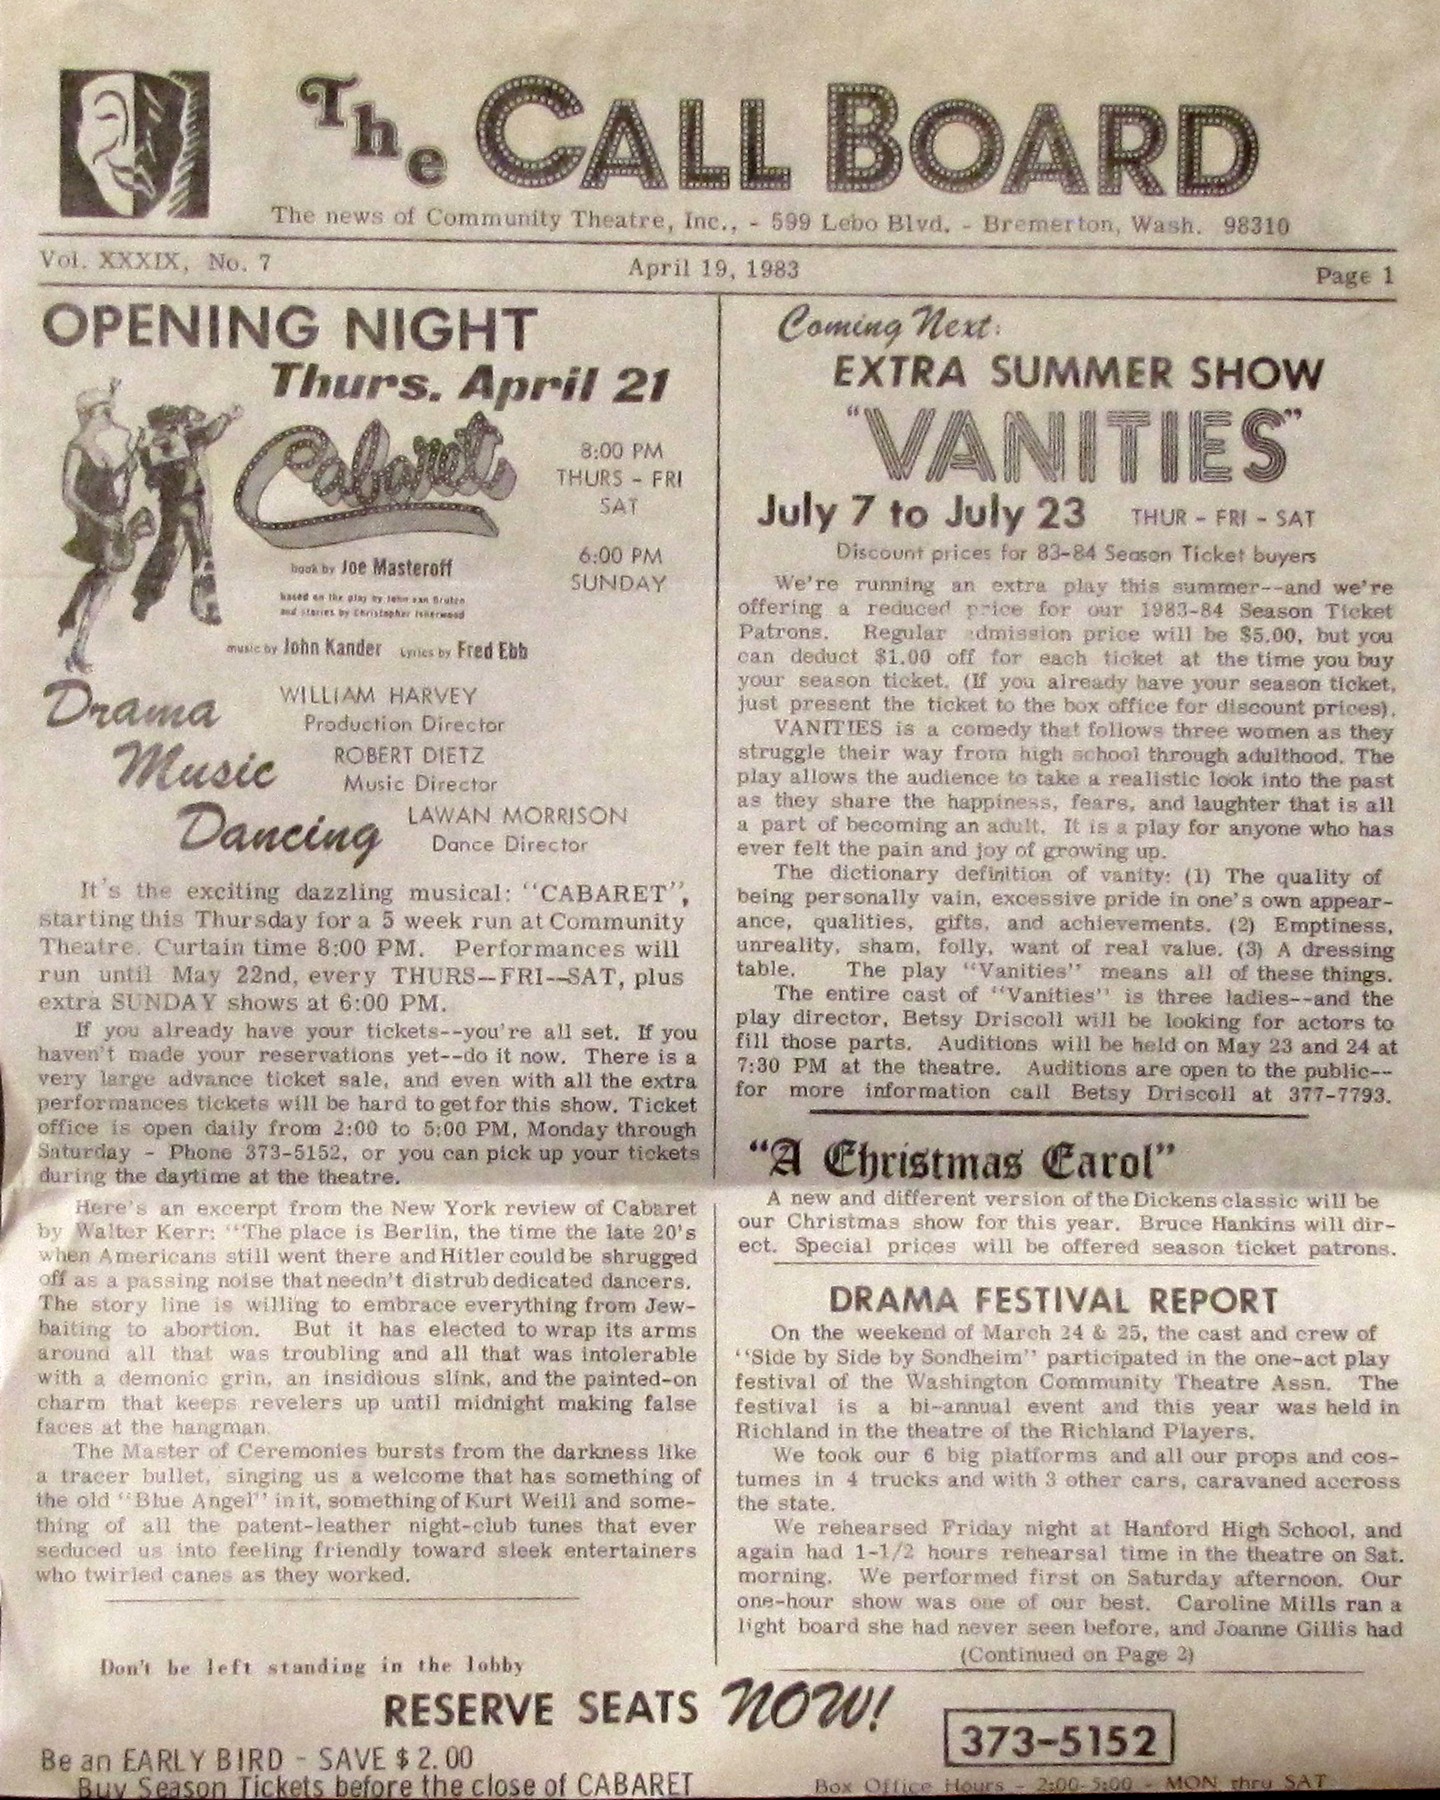 The CALL BOARD
The news of Community Theatre, Inc., - 599 Lebo Blvd. - Bremerton, Wash. 98310
Vol. XXXIX, No. 7
April 19, 1983
Page 1
OPENING NIGHT
Thurs. April 21
Cabaret
8:00 PM
THURS - FRI
SAT
6:00 PM
SUNDAY
book by Joe Masteroff
based on the play by John van Druten
and stories by Christopher Isherwood
music by John Kander Lyrics by Fred Ebb
Drama
WILLIAM HARVEY
Production Director
Music
ROBERT DIETZ
Music Director
Dancing
LAWAN MORRISON
Dance Director
It's the exciting dazzling musical: "CABARET",
starting this Thursday for a 5 week run at Community
Theatre. Curtain time 8:00 PM. Performances will
run until May 22nd, every THURS--FRI--SAT, plus
extra SUNDAY shows at 6:00 PM.
If you already have your tickets--you're all set. If you
haven't made your reservations yet--do it now. There is a
very large advance ticket sale, and even with all the extra
performances tickets will be hard to get for this show. Ticket
office is open daily from 2:00 to 5:00 PM, Monday through
Saturday - Phone 373-5152, or you can pick up your tickets
during the daytime at the theatre.
Here's an excerpt from the New York review of Cabaret
by Walter Kerr: "The place is Berlin, the time the late 20's
when Americans still went there and Hitler could be shrugged
off as a passing noise that needn't distrub dedicated dancers.
The story line is willing to embrace everything from Jew-
baiting to abortion. But it has elected to wrap its arms
around all that was troubling and all that was intolerable
with a demonic grin, an insidious slink, and the painted-on
charm that keeps revelers up until midnight making false
faces at the hangman.
The Master of Ceremonies bursts from the darkness like
a tracer bullet, singing us a welcome that has something of
the old "Blue Angel" in it, something of Kurt Weill and some-
thing of all the patent-leather night-club tunes that ever
seduced us into feeling friendly toward sleek entertainers
who twirled canes as they worked.
Coming Next:
EXTRA SUMMER SHOW
"VANITIES"
July 7 to July 23 THUR - FRI - SAT
Discount prices for 83-84 Season Ticket buyers
We're running an extra play this summer--and we're
offering a reduced price for our 1983-84 Season Ticket
Patrons. Regular admission price will be $5.00, but you
can deduct $1.00 off for each ticket at the time you buy
your season ticket. (If you already have your season ticket,
just present the ticket to the box office for discount prices).
VANITIES is a comedy that follows three women as they
struggle their way from high school through adulthood. The
play allows the audience to take a realistic look into the past
as they share the happiness, fears, and laughter that is all
a part of becoming an adult. It is a play for anyone who has
ever felt the pain and joy of growing up.
The dictionary definition of vanity: (1) The quality of
being personally vain, excessive pride in one's own appear-
ance, qualities, gifts, and achievements. (2) Emptiness,
unreality, sham, folly, want of real value. (3) A dressing
table. The play "Vanities" means all of these things.
The entire cast of "Vanities" is three ladies--and the
play director, Betsy Driscoll will be looking for actors to
fill those parts. Auditions will be held on May 23 and 24 at
7:30 PM at the theatre. Auditions are open to the public--
for more information call Betsy Driscoll at 377-7793.
"A Christmas Carol"
A new and different version of the Dickens classic will be
our Christmas show for this year. Bruce Hankins will dir-
ect. Special prices will be offered season ticket patrons.
DRAMA FESTIVAL REPORT
On the weekend of March 24 & 25, the cast and crew of
"Side by Side by Sondheim" participated in the one-act play
festival of the Washington Community Theatre Assn. The
festival is a bi-annual event and this year was held in
Richland in the theatre of the Richland Players.
We took our 6 big platforms and all our props and cos-
tumes in 4 trucks and with 3 other cars, caravaned accross
the state.
We rehearsed Friday night at Hanford High School, and
again had 1-1/2 hours rehearsal time in the theatre on Sat.
morning. We performed first on Saturday afternoon. Our
one-hour show was one of our best. Caroline Mills ran a
light board she had never seen before, and Joanne Gillis had
(Continued on Page 2)
Don't be left standing in the lobby
RESERVE SEATS NOW!
373-5152
Be an EARLY BIRD - SAVE $2.00
Buy Season Tickets before the close of CABARET
Box Office Hours - 2:00-5:00 - MON thru SAT